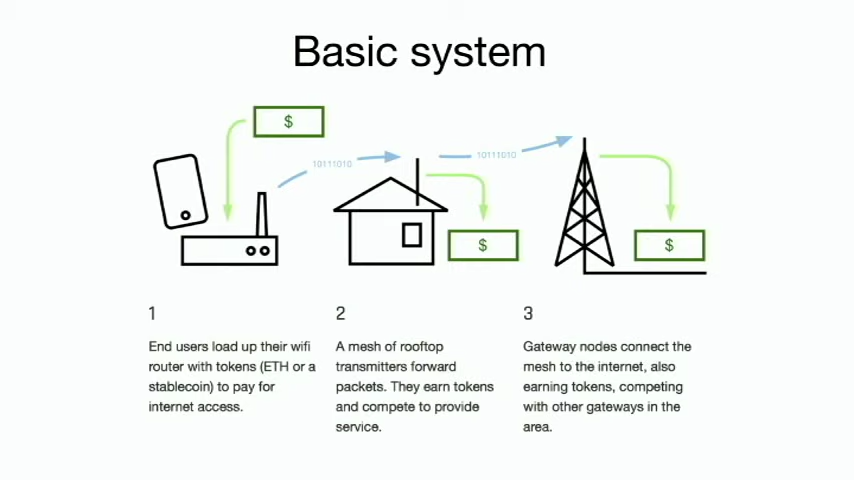 Basic system
$
10111010
10111010
$
$
1
End users load up their wifi
router with tokens (ETH or a
stablecoin) to pay for
internet access.
2
A mesh of rooftop
transmitters forward
packets. They earn tokens
and compete to provide
service.
3
Gateway nodes connect the
mesh to the internet, also
earning tokens, competing
with other gateways in the
area.